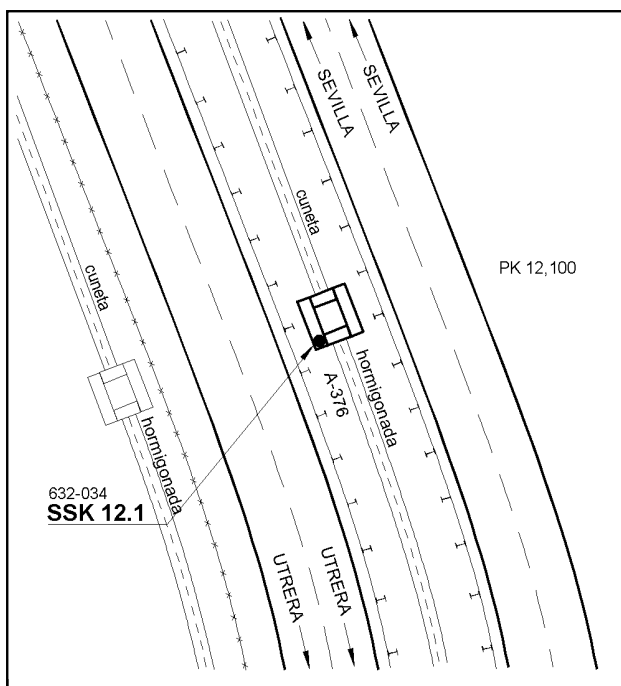 SEVILLA
SEVILLA
cuneta
cuneta
PK 12,100
A-376
hormigonada
hormigonada
632-034
SSK 12.1
UTRERA
UTRERA